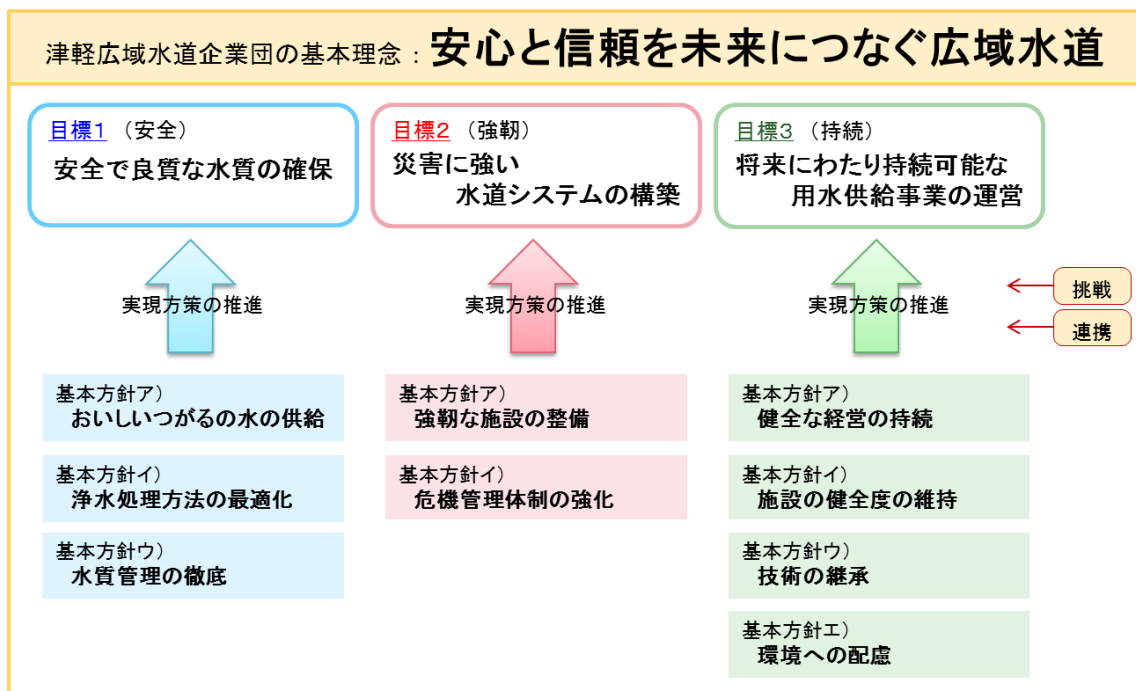 津軽広域水道企業団の基本理念：安心と信頼を未来につなぐ広域水道
目標1（安全）
安全で良質な水質の確保
目標2（強靭）
災害に強い
水道システムの構築
目標3（持続）
将来にわたり持続可能な
用水供給事業の運営
実現方策の推進
実現方策の推進
実現方策の推進
挑戦
連携
基本方針ア）
おいしいつがるの水の供給
基本方針イ）
浄水処理方法の最適化
基本方針ウ）
水質管理の徹底
基本方針ア）
強靭な施設の整備
基本方針イ）
危機管理体制の強化
基本方針ア）
健全な経営の持続
基本方針イ）
施設の健全度の維持
基本方針ウ）
技術の継承
基本方針エ）
環境への配慮